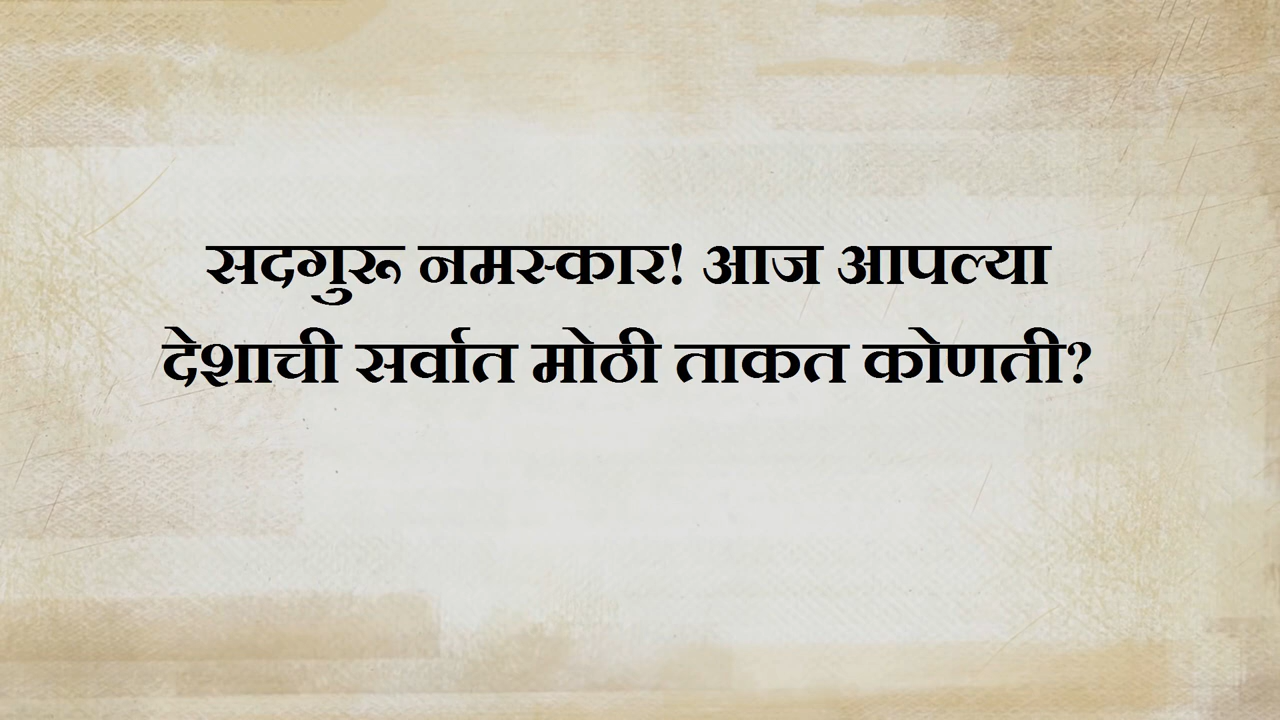 सदगुरू नमस्कार! आज आपल्या
देशाची सर्वात मोठी ताकत कोणती?